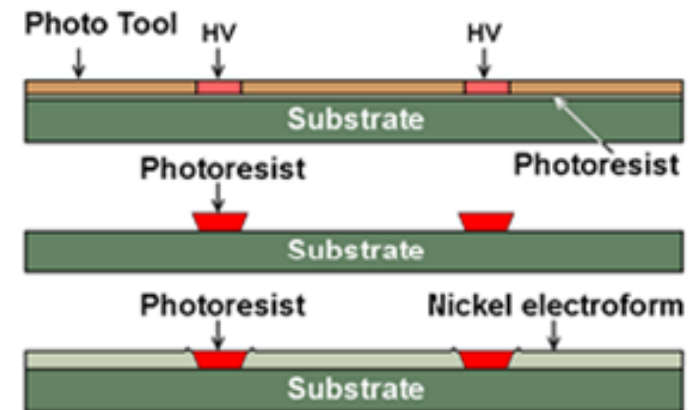 Photo Tool
HV
HV
Substrate
Photoresist
Photoresist
Substrate
Photoresist
Nickel electroform
Substrate